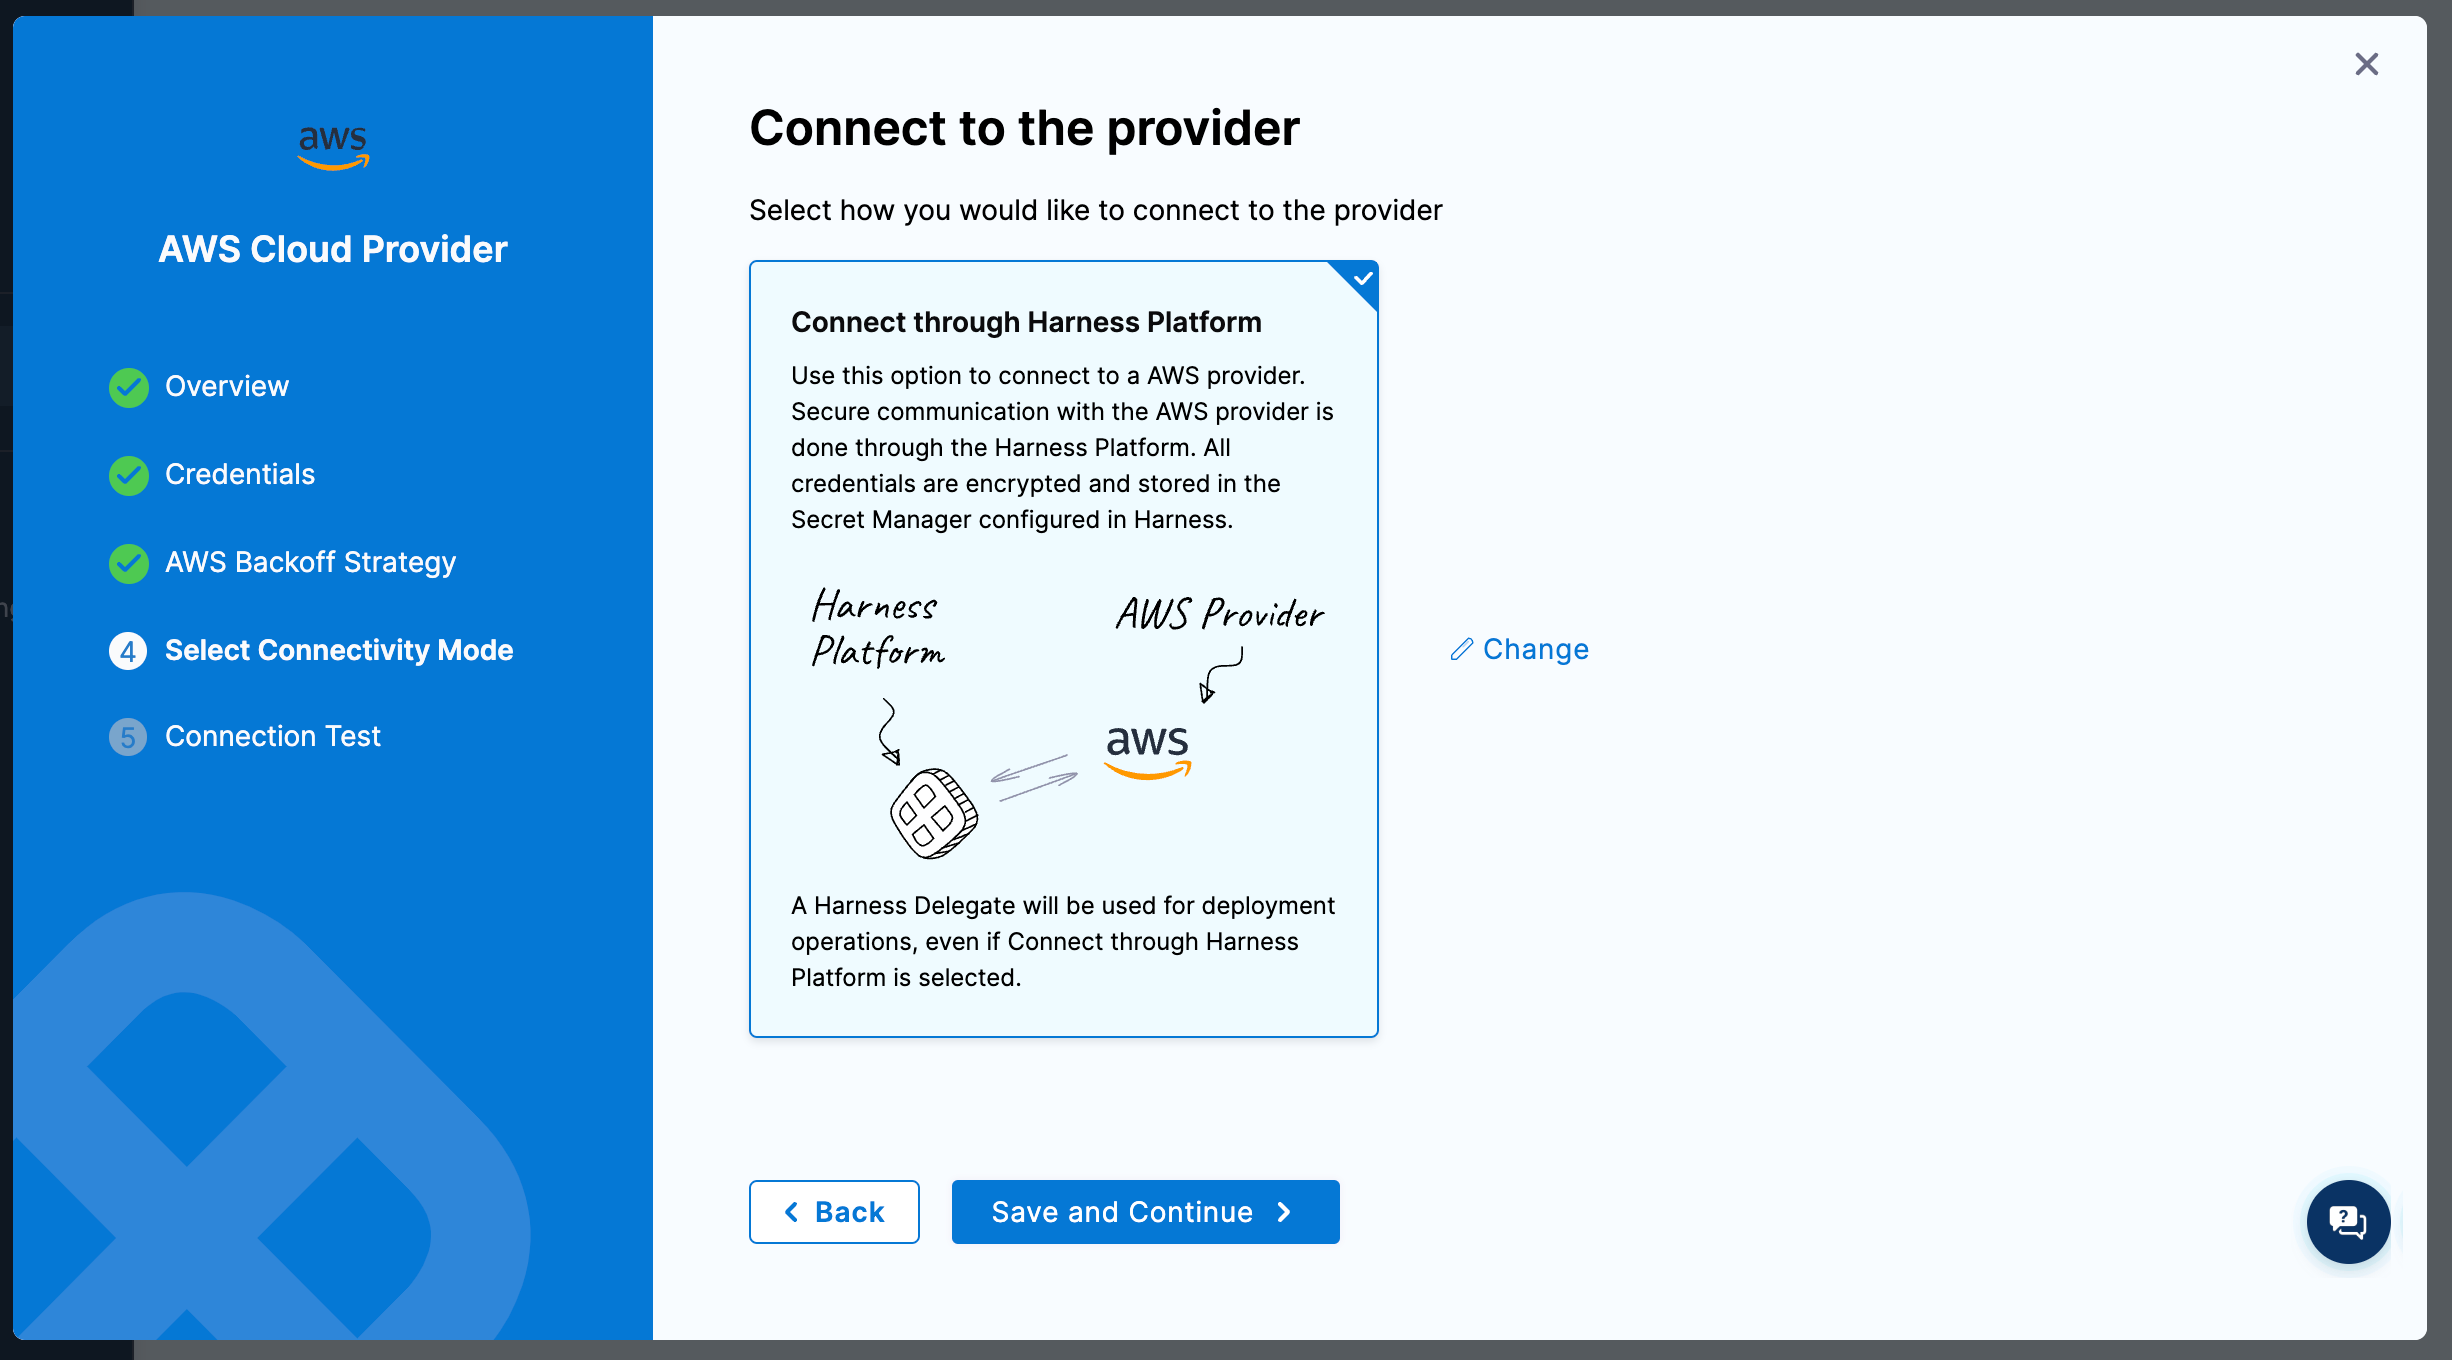 aws
AWS Cloud Provider
Overview
Credentials
AWS Backoff Strategy
4 Select Connectivity Mode
5 Connection Test
Connect to the provider
Select how you would like to connect to the provider
Connect through Harness Platform
Use this option to connect to a AWS provider.
Secure communication with the AWS provider is
done through the Harness Platform. All
credentials are encrypted and stored in the
Secret Manager configured in Harness.
Harness
Platform
AWS Provider
aws
A Harness Delegate will be used for deployment
operations, even if Connect through Harness
Platform is selected.
Change
Back
Save and Continue